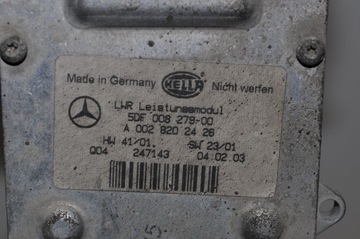 Made in Germany HELLA Nicht werfen
LWR Leistungsmodul
5DF 008 279-00
A 002 820 24 26
HW 41/01. SW 23/01
Q04 247143 04.02.03